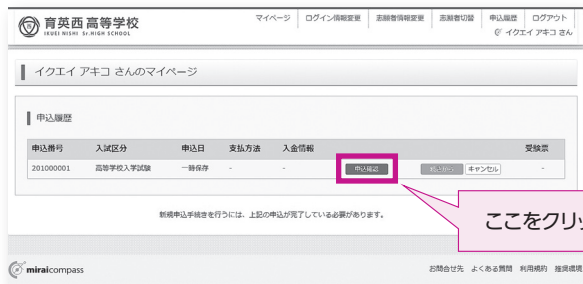 育英西高等学校
IKUEI NISHI Sr.HIGH SCHOOL
マイページ ログイン情報変更 志願者情報変更 志願者切替 申込履歴 ログアウト
イクエイ アキコ さん
イクエイ アキコ さんのマイページ
申込履歴
申込番号 入試区分 申込日 支払方法 入金情報 受験票
201000001 高等学校入学試験 一時保存 - - 申込確認 続きから キャンセル -
新規申込手続きを行うには、上記の申込が完了している必要があります。
ここをクリッ
miraicompass
お問合せ先 よくある質問 利用規約 推奨環境